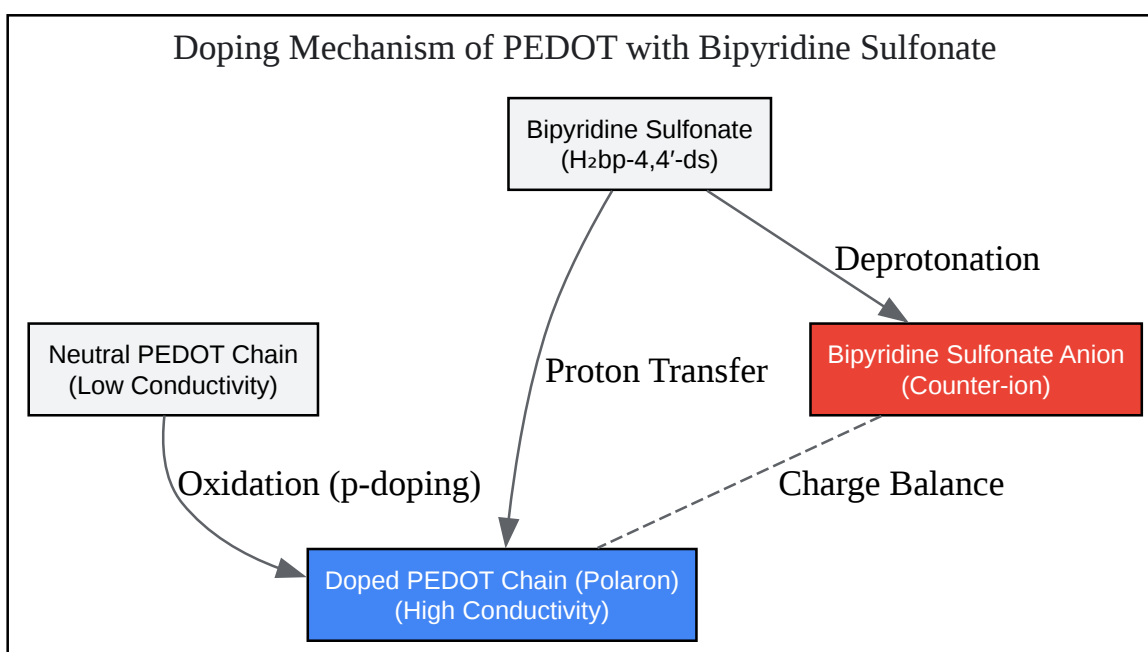 Doping Mechanism of PEDOT with Bipyridine Sulfonate
Bipyridine Sulfonate
(H₂bp-4,4′-ds)
Deprotonation
Neutral PEDOT Chain
(Low Conductivity)
Proton Transfer
Bipyridine Sulfonate Anion
(Counter-ion)
Oxidation (p-doping)
Charge Balance
Doped PEDOT Chain (Polaron)
(High Conductivity)